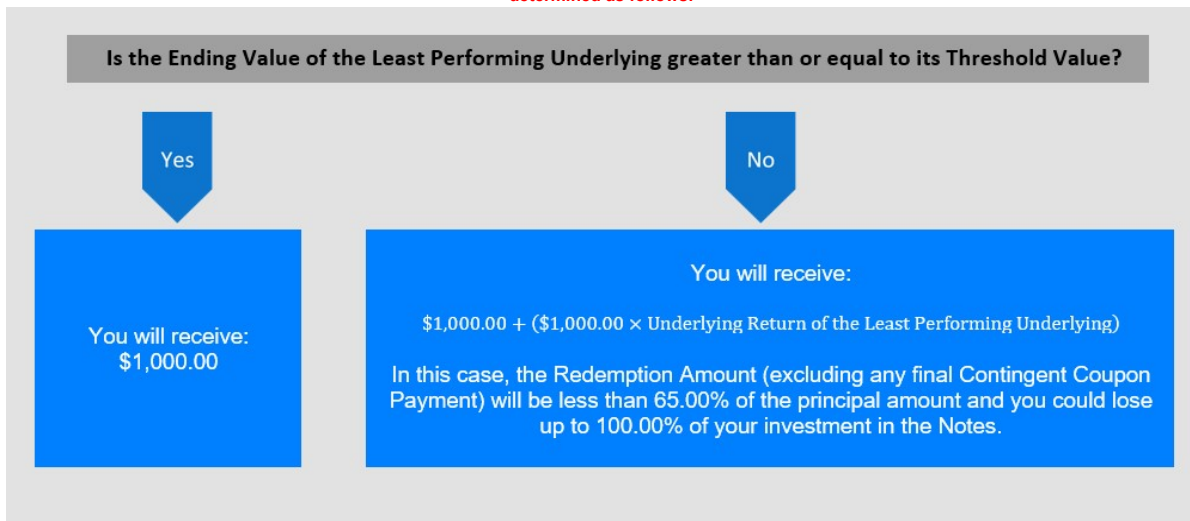 determined as follows:
Is the Ending Value of the Least Performing Underlying greater than or equal to its Threshold Value?
Yes
No
You will receive:
$1,000.00
You will receive:
$1,000.00 + ($1,000.00 × Underlying Return of the Least Performing Underlying)
In this case, the Redemption Amount (excluding any final Contingent Coupon
Payment) will be less than 65.00% of the principal amount and you could lose
up to 100.00% of your investment in the Notes.